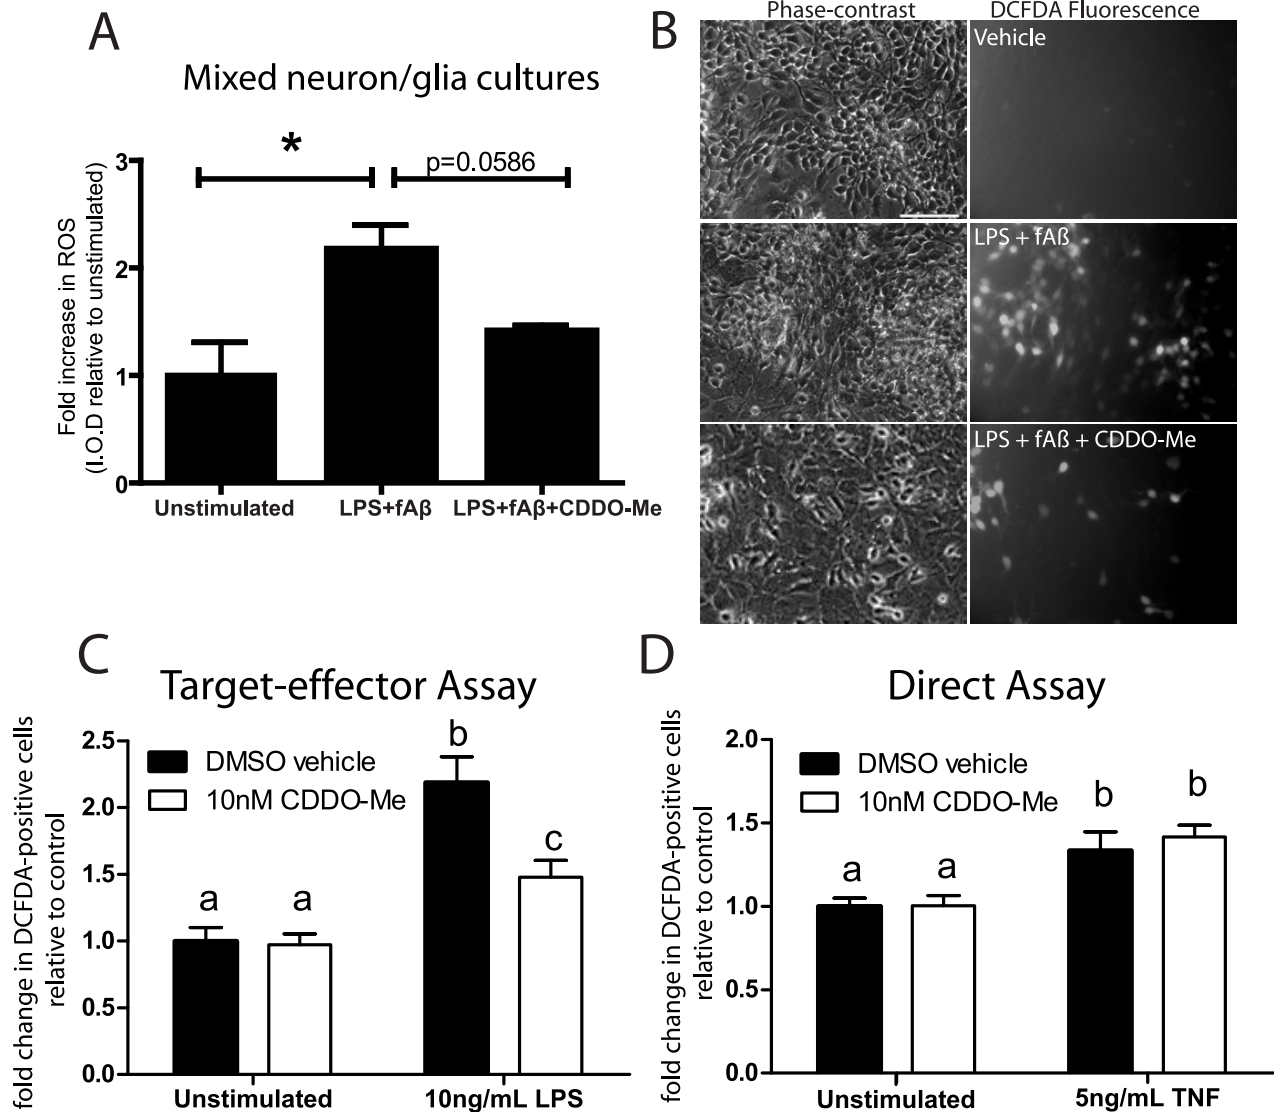 A
Mixed neuron/glia cultures
Fold increase in ROS
(I.O.D relative to unstimulated)
3
2
1
0
*
p=0.0586
Unstimulated
LPS+fAβ
LPS+fAβ+CDDO-Me
B
Phase-contrast
DCFDA Fluorescence
Vehicle
LPS + fAß
LPS + fAß + CDDO-Me
C
Target-effector Assay
fold change in DCFDA-positive cells
relative to control
2.5
2.0
1.5
1.0
0.5
0.0
DMSO vehicle
10nM CDDO-Me
a
a
b
c
Unstimulated
10ng/mL LPS
D
Direct Assay
fold change in DCFDA-positive cells
relative to control
2.0
1.5
1.0
0.5
0.0
DMSO vehicle
10nM CDDO-Me
a
a
b
b
Unstimulated
5ng/mL TNF